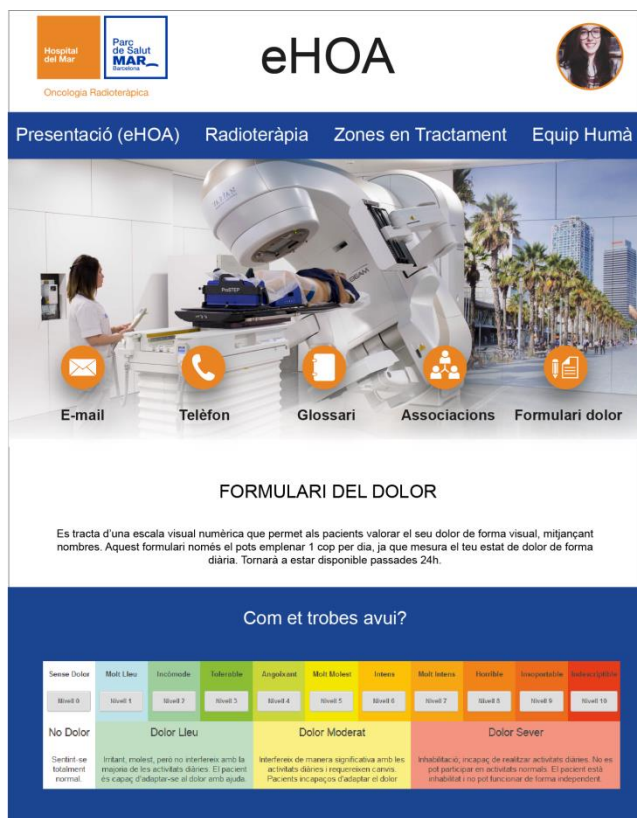 Hospital
del Mar
Parc
de Salut
MAR
Barcelona
Oncologia Radioteràpica
eHOA
Presentació (eHOA) Radioteràpia Zones en Tractament Equip Humà
E-mail Telèfon Glossari Associacions Formulari dolor
FORMULARI DEL DOLOR
Es tracta d'una escala visual numèrica que permet als pacients valorar el seu dolor de forma visual, mitjançant
nombres. Aquest formulari només el pots emplenar 1 cop per dia, ja que mesura el teu estat de dolor de forma
diària. Tornarà a estar disponible passades 24h.
Com et trobes avui?
Sense Dolor Molt Lleu Incòmode Tolerable Angoixant Molt Molest Intens Molt Intens Horrible Insoportable Indescriptible
Nivell 0 Nivell 1 Nivell 2 Nivell 3 Nivell 4 Nivell 5 Nivell 6 Nivell 7 Nivell 8 Nivell 9 Nivell 10
No Dolor Dolor Lleu Dolor Moderat Dolor Sever
Sentint-se
totalment
normal.
Irritant, molest, però no interfereix amb la
majoria de les activitats diàries. El pacient
és capaç d'adaptar-se al dolor amb ajuda.
Interfereix de manera significativa amb les
activitats diàries i requereixen canvis.
Pacients incapaços d'adaptar el dolor
Inhabilitació, incapaç de realitzar activitats diàries. No es
pot participar en activitats normals. El pacient està
inhabilitat i no pot funcionar de forma independent.